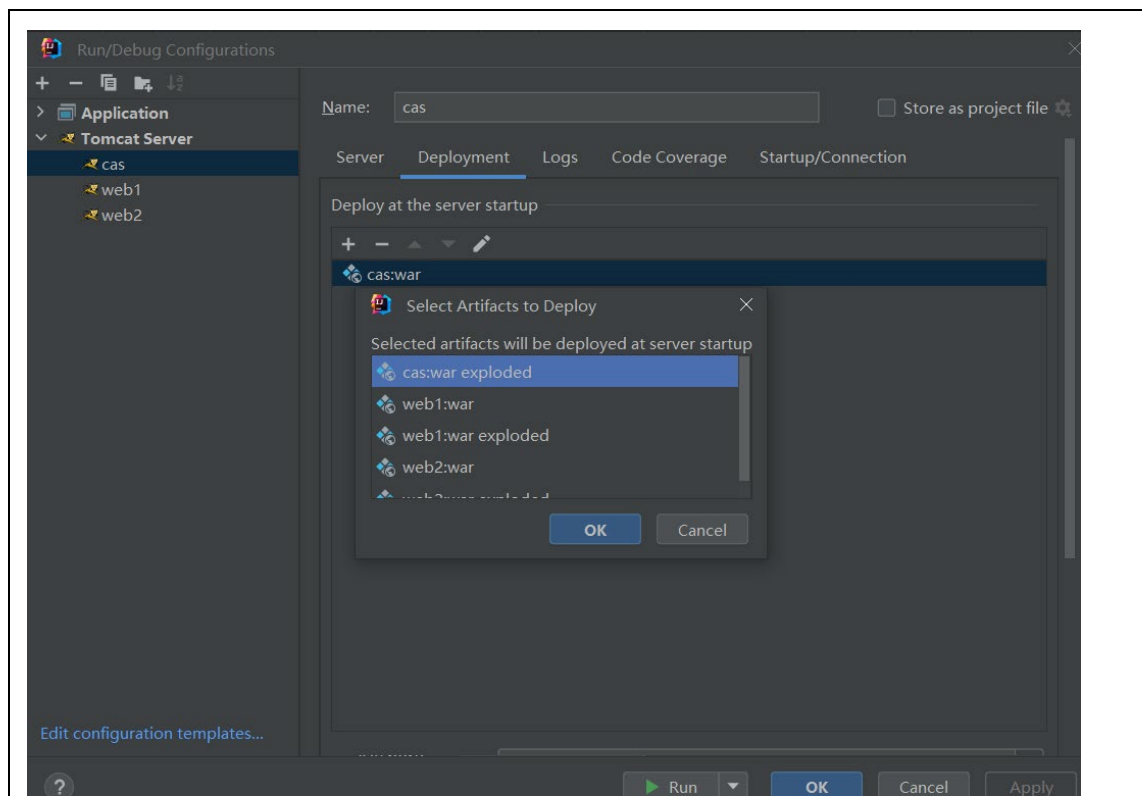 Run/Debug Configurations
Application
Tomcat Server
cas
web1
web2
Edit configuration templates...
Name: cas Store as project file
Server Deployment Logs Code Coverage Startup/Connection
Deploy at the server startup
cas:war
Select Artifacts to Deploy
Selected artifacts will be deployed at server startup
cas:war exploded
web1:war
web1:war exploded
web2:war
web2:war exploded
OK Cancel
? Run OK Cancel Apply